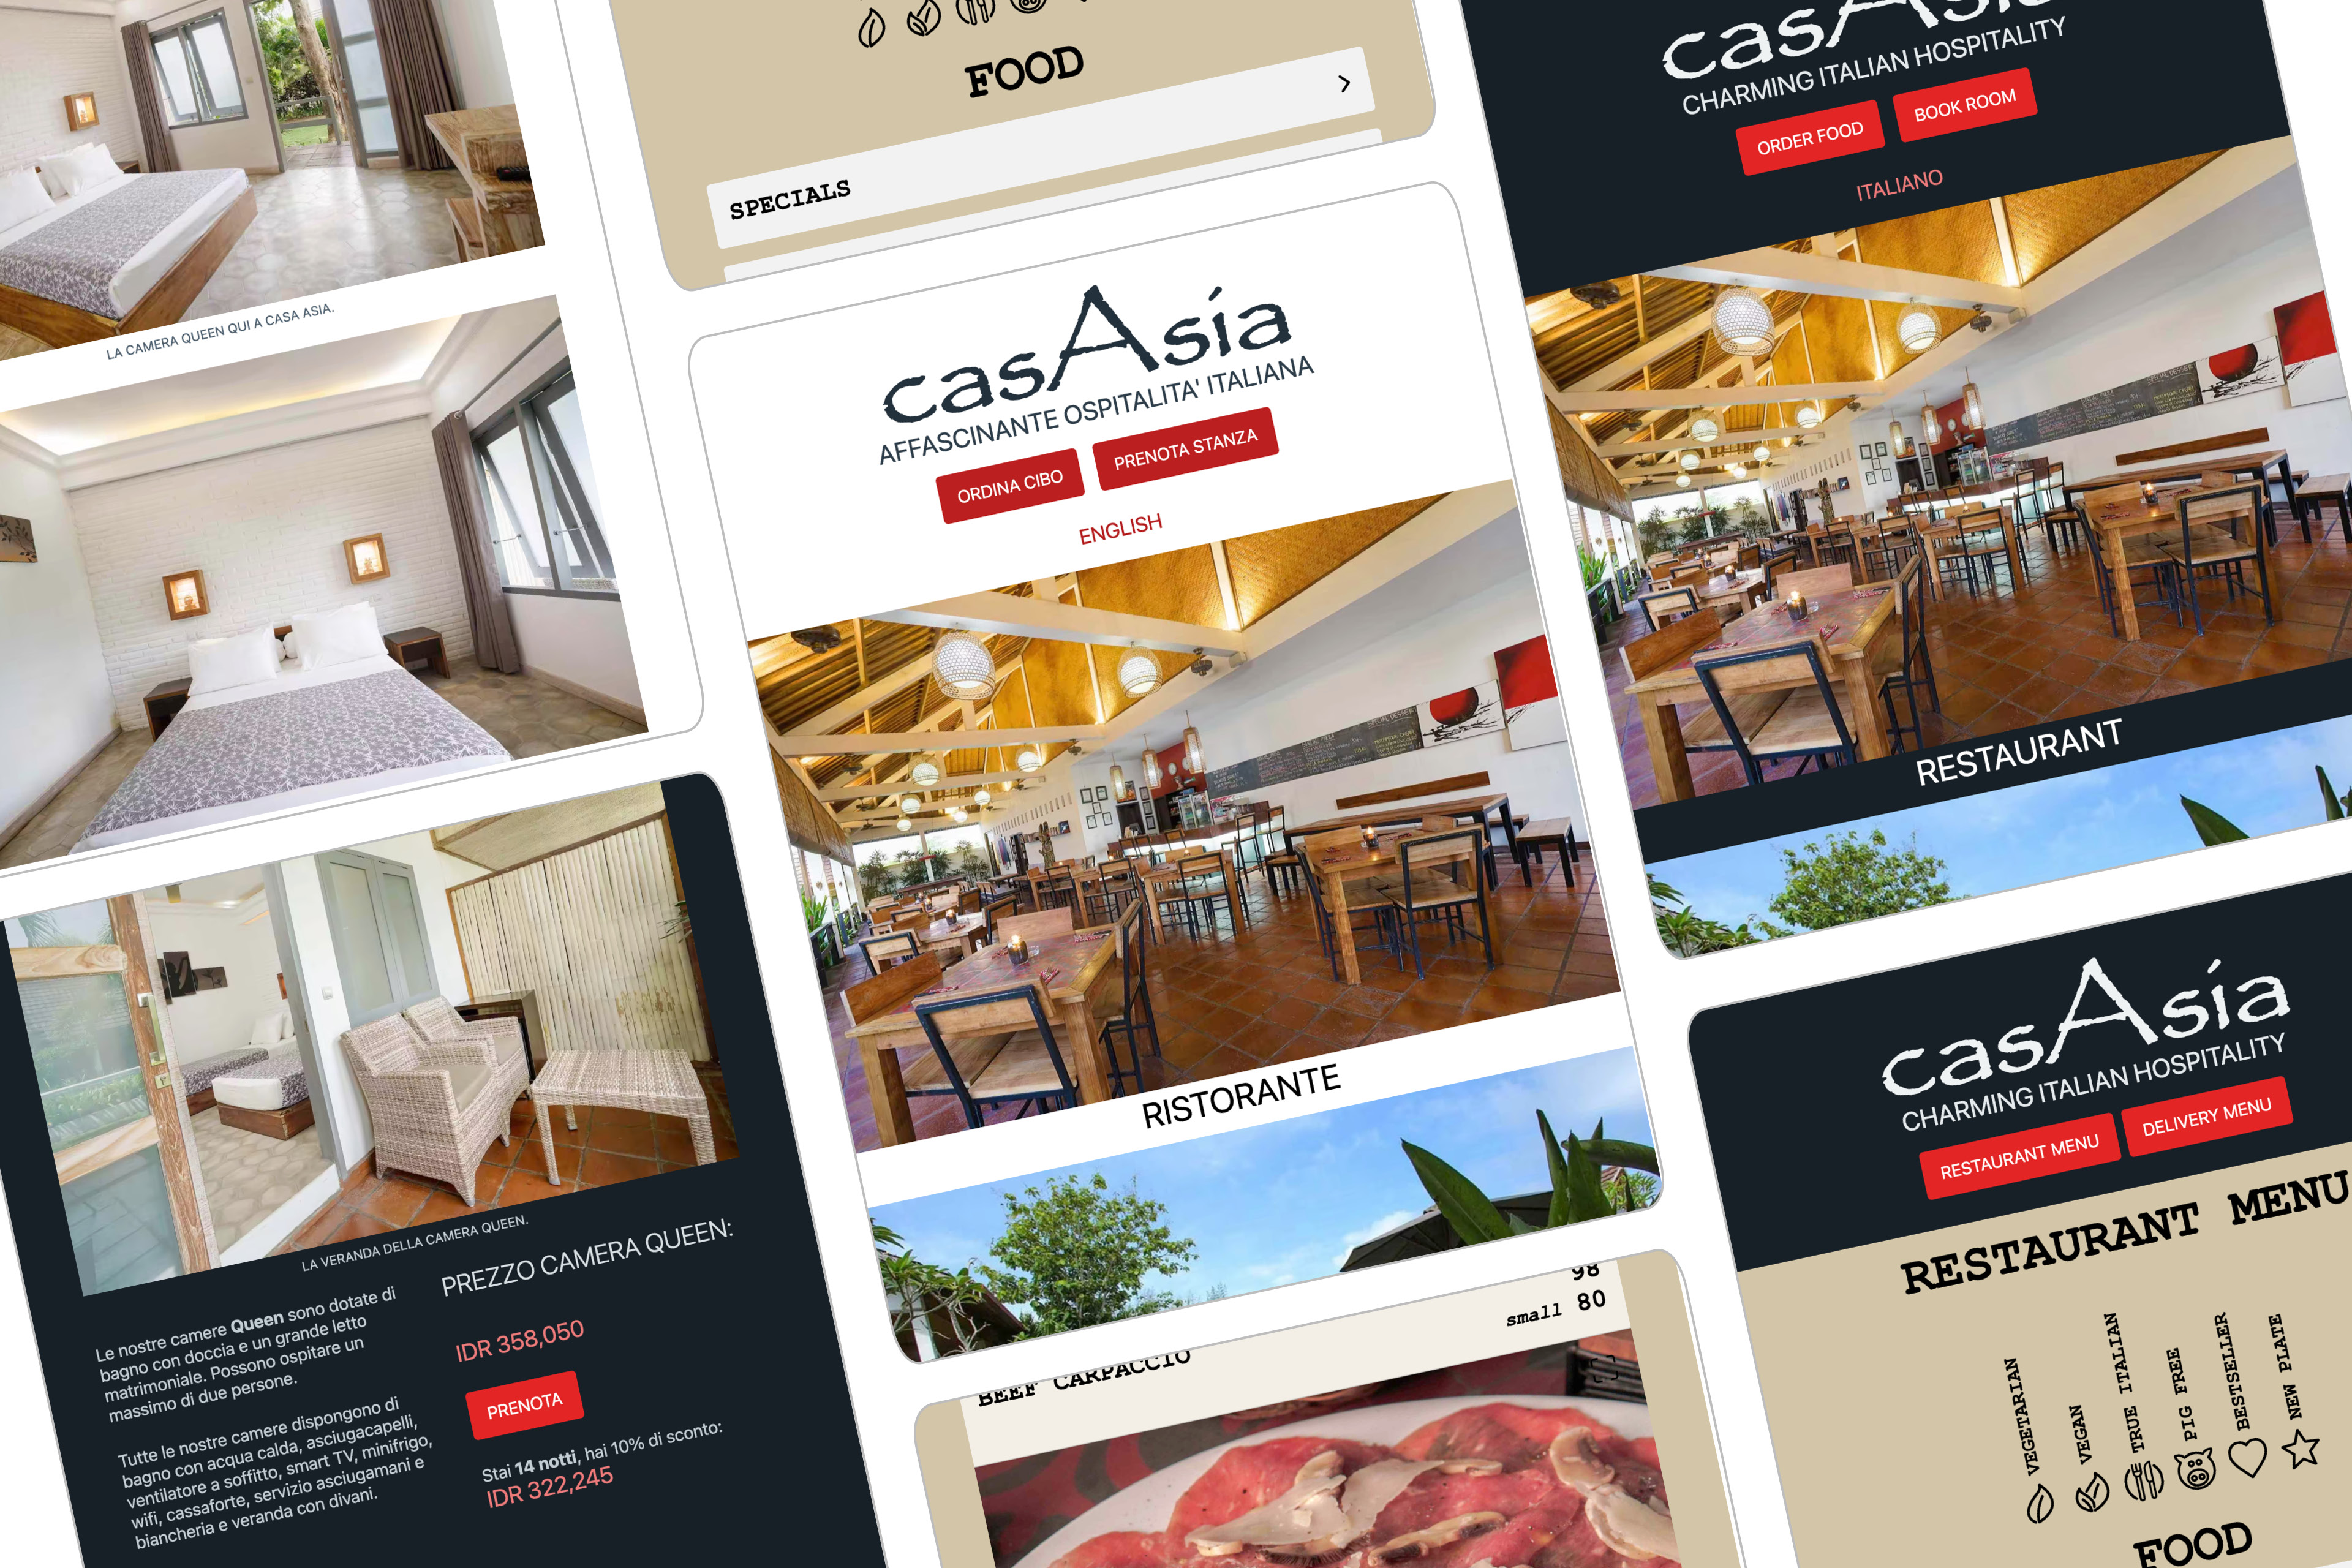 LA CAMERA QUEEN QUI A CASA ASIA.
LA VERANDA DELLA CAMERA QUEEN.
Le nostre camere Queen sono dotate di
bagno con doccia e un grande letto
matrimoniale. Possono ospitare un
massimo di due persone.
Tutte le nostre camere dispongono di
bagno con acqua calda, asciugacapelli,
ventilatore a soffitto, smart TV, minifrigo,
wifi, cassaforte, servizio asciugamani e
biancheria e veranda con divani.
PREZZO CAMERA QUEEN:
IDR 358,050
PRENOTA
Stai 14 notti, hai 10% di sconto:
IDR 322,245
FOOD
SPECIALS
casAsia
AFFASCINANTE OSPITALITA' ITALIANA
ORDINA CIBO
PRENOTA STANZA
ENGLISH
RISTORANTE
98
small 80
BEEF CARPACCIO
casAsia
CHARMING ITALIAN HOSPITALITY
ORDER FOOD
BOOK ROOM
ITALIANO
RESTAURANT
casAsia
CHARMING ITALIAN HOSPITALITY
RESTAURANT MENU
DELIVERY MENU
RESTAURANT MENU
VEGETARIAN
VEGAN
TRUE ITALIAN
PIG FREE
BESTSELLER
NEW PLATE
FOOD